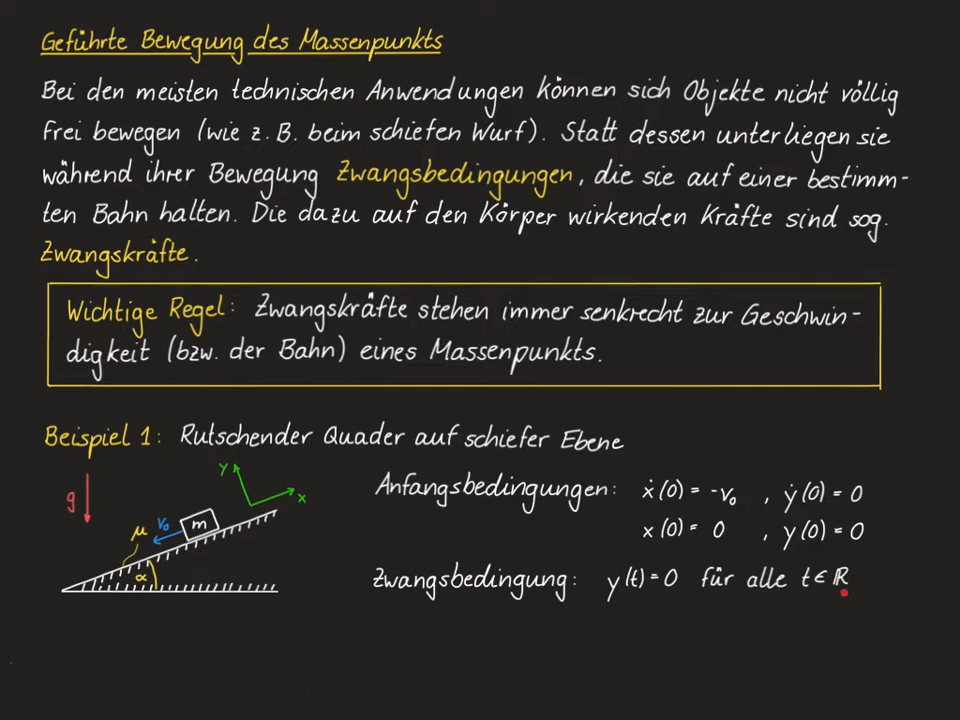 Geführte Bewegung des Massenpunkts
Bei den meisten technischen Anwendungen können sich Objekte nicht völlig
frei bewegen (wie z. B. beim schiefen Wurf). Statt dessen unterliegen sie
während ihrer Bewegung Zwangsbedingungen, die sie auf einer bestimm-
ten Bahn halten. Die dazu auf den Körper wirkenden Kräfte sind sog.
Zwangskräfte.
Wichtige Regel: Zwangskräfte stehen immer senkrecht zur Geschwin-
digkeit (bzw. der Bahn) eines Massenpunkts.
Beispiel 1: Rutschender Quader auf schiefer Ebene
g
μ
v₀
m
α
y
x
Anfangsbedingungen: ẋ(0) = -v₀ , ẏ(0) = 0
x(0) = 0 , y(0) = 0
Zwangsbedingung: y(t) = 0 für alle t ∈ ℝ